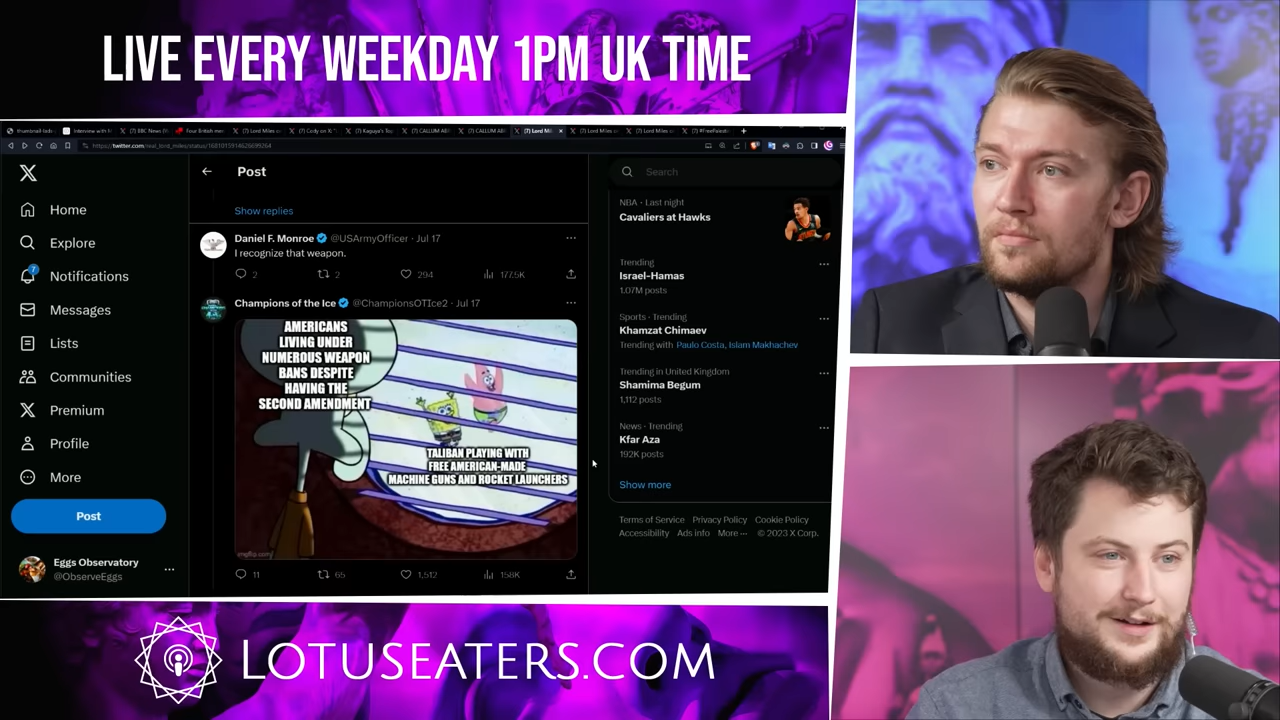 LIVE EVERY WEEKDAY 1PM UK TIME
Home
Explore
Notifications
Messages
Lists
Communities
Premium
Profile
More
Post
Eggs Observatory
@ObserveEggs
Post
Show replies
Daniel F. Monroe @USArmyOfficer · Jul 17
I recognize that weapon.
2 2 294 177.5K
Champions of the Ice @ChampionsOTIce2 · Jul 17
AMERICANS
LIVING UNDER
NUMEROUS WEAPON
BANS DESPITE
HAVING THE
SECOND AMENDMENT
TALIBAN PLAYING WITH
FREE AMERICAN-MADE
MACHINE GUNS AND ROCKET LAUNCHERS
imgflip.com
11 65 1,512 158K
Search
NBA · Last night
Cavaliers at Hawks
Trending
Israel-Hamas
1.07M posts
Sports · Trending
Khamzat Chimaev
Trending with Paulo Costa, Islam Makhachev
Trending in United Kingdom
Shamima Begum
1,112 posts
News · Trending
Kfar Aza
192K posts
Show more
Terms of Service Privacy Policy Cookie Policy
Accessibility Ads info More ··· © 2023 X Corp.
LOTUSEATERS.COM